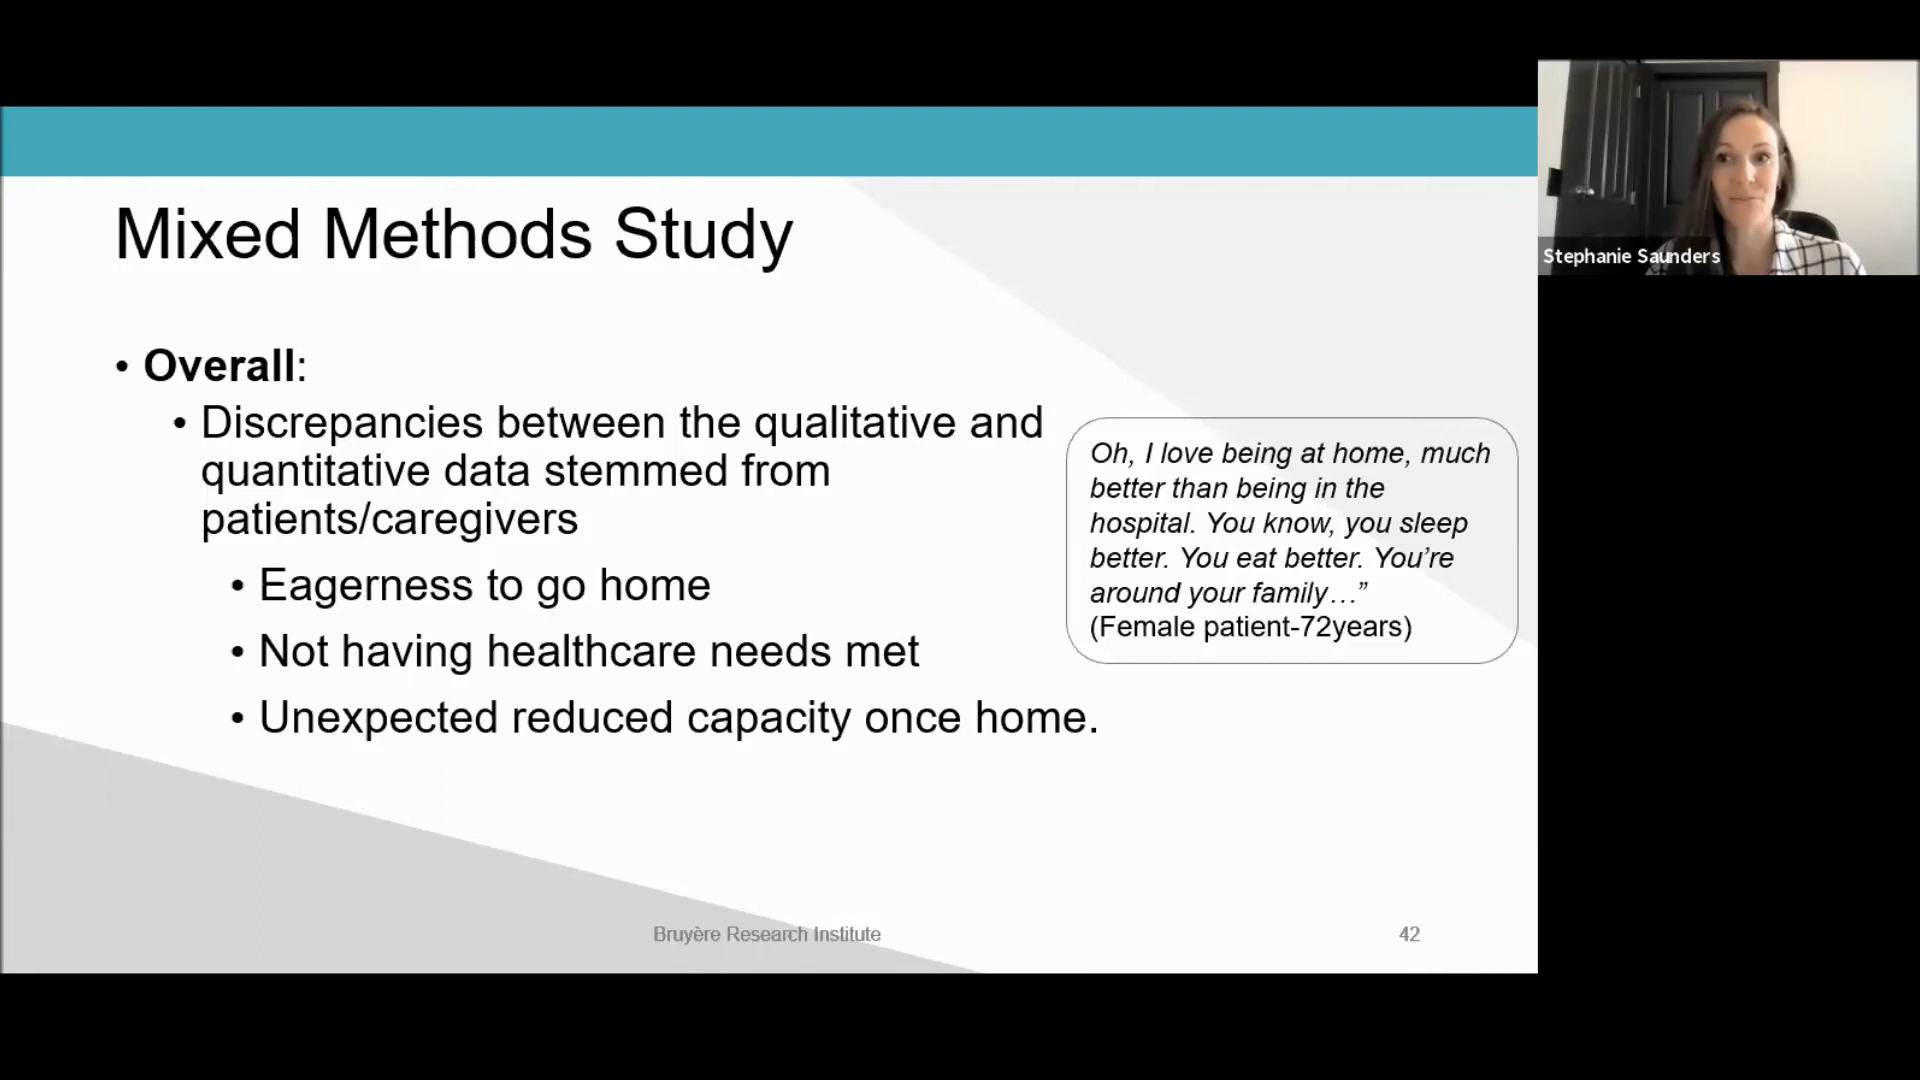 Mixed Methods Study
• Overall:
• Discrepancies between the qualitative and
quantitative data stemmed from
patients/caregivers
• Eagerness to go home
• Not having healthcare needs met
• Unexpected reduced capacity once home.
Oh, I love being at home, much
better than being in the
hospital. You know, you sleep
better. You eat better. You’re
around your family…”
(Female patient-72years)
Bruyère Research Institute
42
Stephanie Saunders